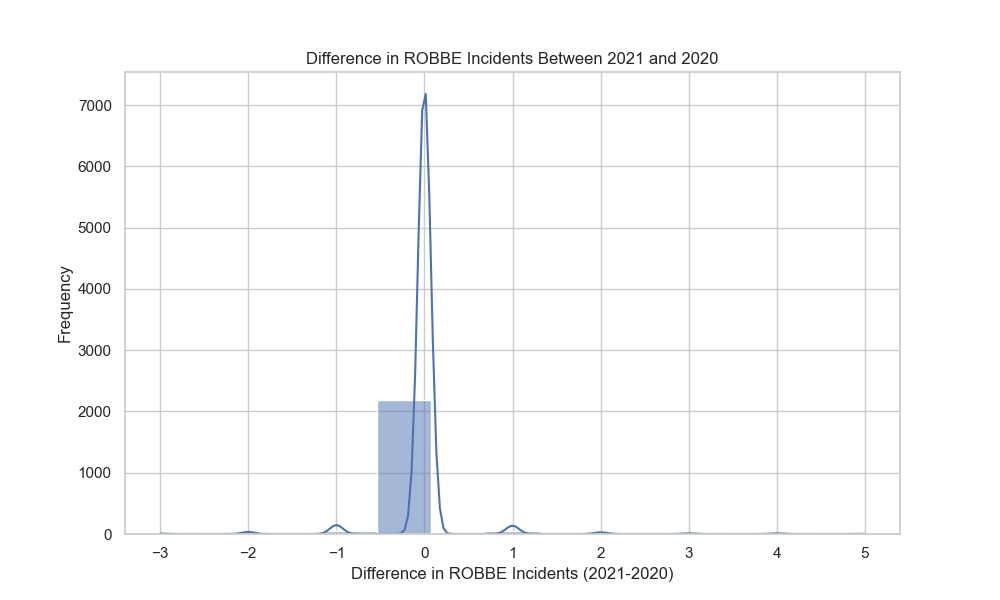 Difference in ROBBE Incidents Between 2021 and 2020
7000
6000
5000
4000
3000
2000
1000
0
Frequency
−3 −2 −1 0 1 2 3 4 5
Difference in ROBBE Incidents (2021-2020)